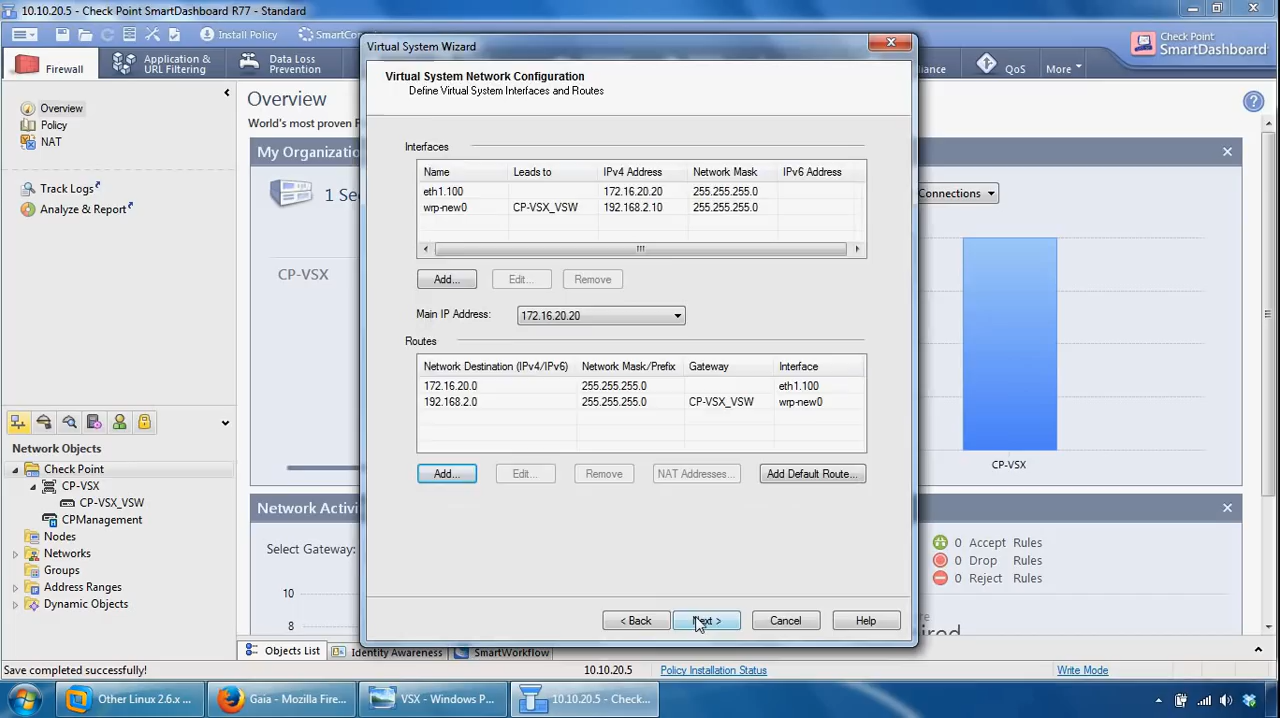 10.10.20.5 - Check Point SmartDashboard R77 - Standard
Install Policy
SmartCo
Firewall
Application &
URL Filtering
Data Loss
Prevention
liance
QoS
More
Check Point
SmartDashboard
Overview
Policy
NAT
Track Logs
Analyze & Report
Overview
World's most proven F
My Organizatio
1 Sec
CP-VSX
Connections
CP-VSX
Network Activi
Select Gateway:
10
8
0 Accept Rules
0 Drop Rules
0 Reject Rules
Virtual System Wizard
Virtual System Network Configuration
Define Virtual System Interfaces and Routes
Interfaces
Name Leads to IPv4 Address Network Mask IPv6 Address
eth1.100 172.16.20.20 255.255.255.0
wrp-new0 CP-VSX_VSW 192.168.2.10 255.255.255.0
Add... Edit... Remove
Main IP Address: 172.16.20.20
Routes
Network Destination (IPv4/IPv6) Network Mask/Prefix Gateway Interface
172.16.20.0 255.255.255.0 eth1.100
192.168.2.0 255.255.255.0 CP-VSX_VSW wrp-new0
Add... Edit... Remove NAT Addresses... Add Default Route...
< Back Next > Cancel Help
Network Objects
Check Point
CP-VSX
CP-VSX_VSW
CPManagement
Nodes
Networks
Groups
Address Ranges
Dynamic Objects
Objects List Identity Awareness SmartWorkflow
Save completed successfully! 10.10.20.5 Policy Installation Status Write Mode
Other Linux 2.6.x ... Gaia - Mozilla Fire... VSX - Windows P... 10.10.20.5 - Check...